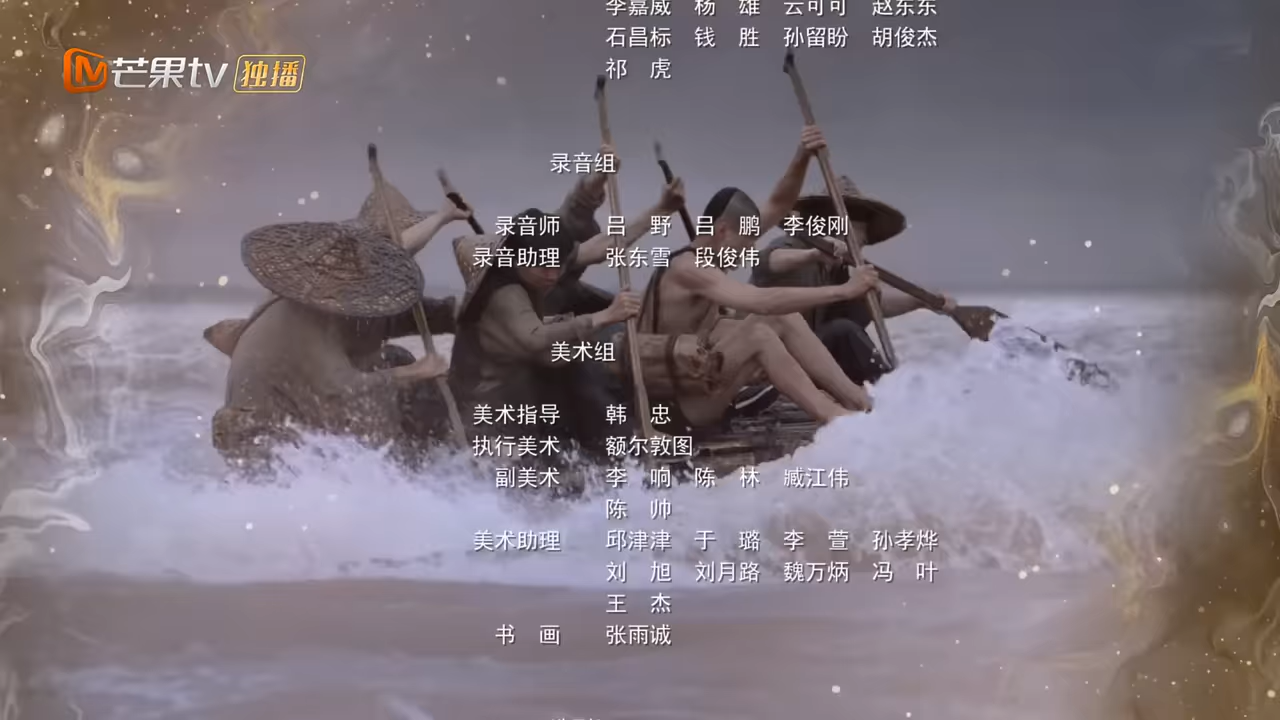 李嘉威 杨 雄 云可可 赵东东
芒果tv 独播
石昌标 钱 胜 孙留盼 胡俊杰
祁 虎
录音组
录音师 吕 野 吕 鹏 李俊刚
录音助理 张东雪 段俊伟
美术组
美术指导 韩 忠
执行美术 额尔敦图
副美术 李 响 陈 林 臧江伟
陈 帅
美术助理 邱津津 于 璐 李 萱 孙孝烨
刘 旭 刘月路 魏万炳 冯 叶
王 杰
书 画 张雨诚